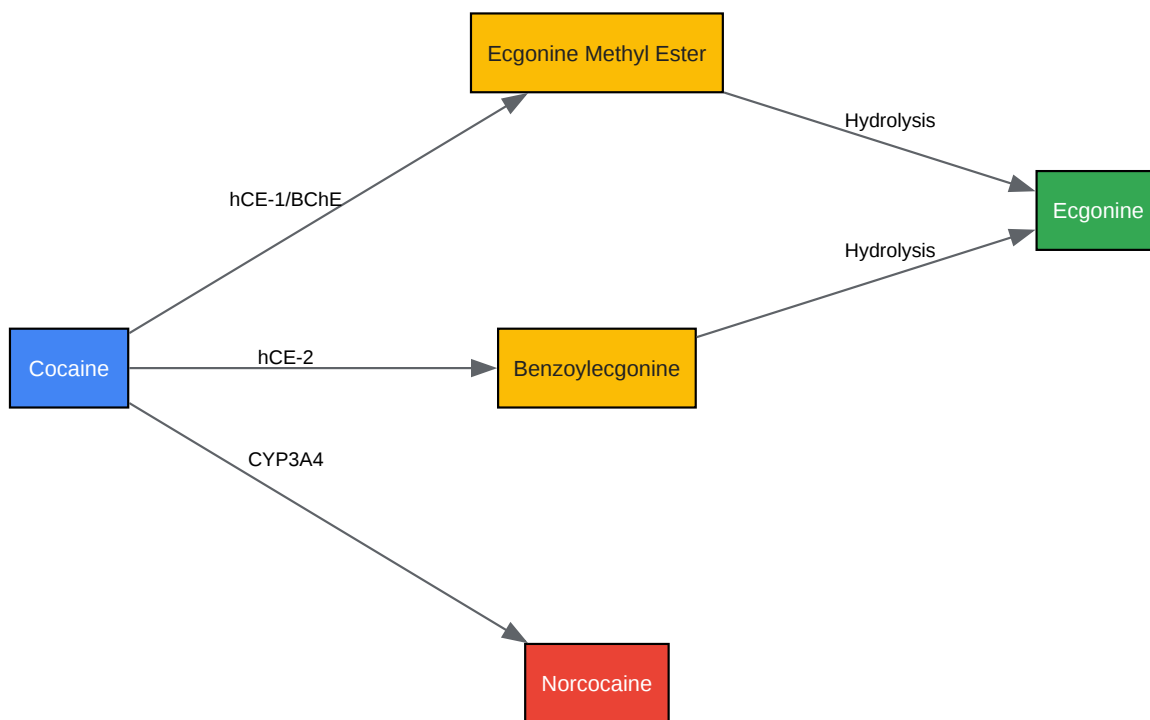 Ecgonine Methyl Ester
Hydrolysis
hCE-1/BChE
Ecgonine
Hydrolysis
Cocaine
hCE-2
Benzoylecgonine
CYP3A4
Norcocaine